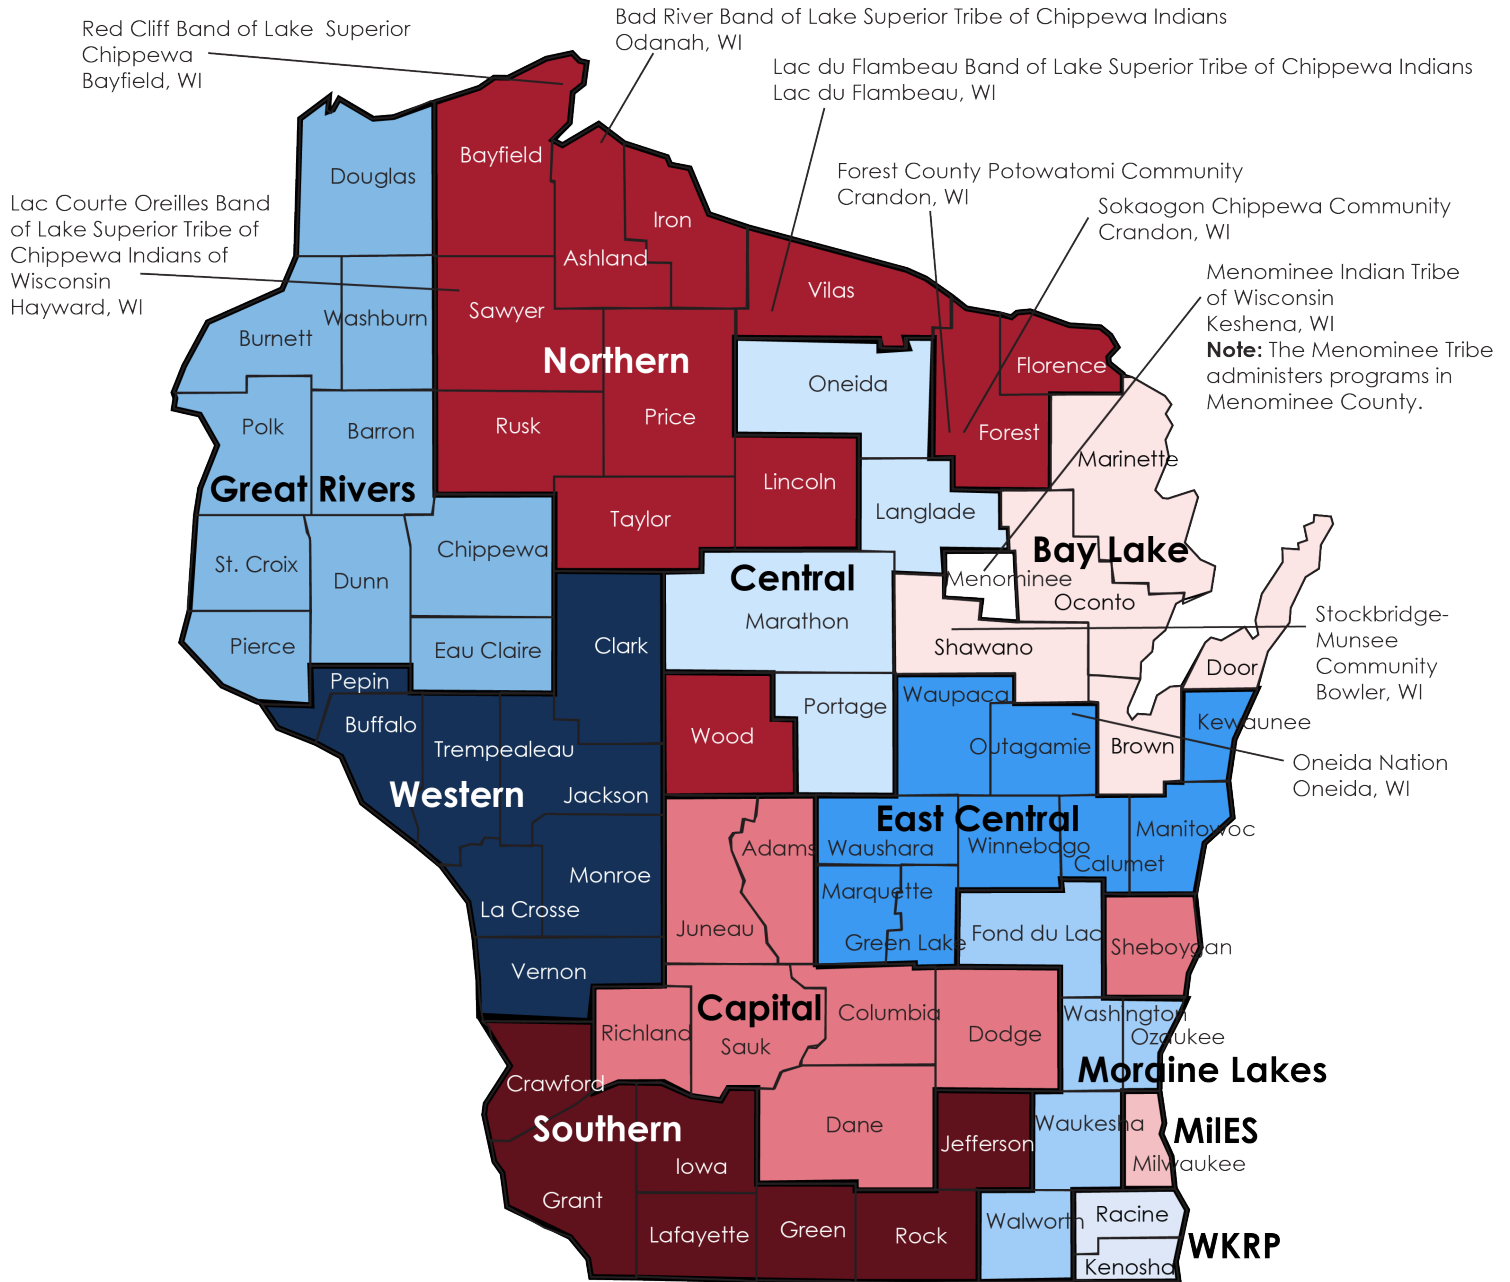 Red Cliff Band of Lake Superior
Chippewa
Bayfield, WI
Bad River Band of Lake Superior Tribe of Chippewa Indians
Odanah, WI
Lac du Flambeau Band of Lake Superior Tribe of Chippewa Indians
Lac du Flambeau, WI
Forest County Potowatomi Community
Crandon, WI
Sokaogon Chippewa Community
Crandon, WI
Lac Courte Oreilles Band
of Lake Superior Tribe of
Chippewa Indians of
Wisconsin
Hayward, WI
Menominee Indian Tribe
of Wisconsin
Keshena, WI
Note: The Menominee Tribe
administers programs in
Menominee County.
Bayfield
Douglas
Iron
Ashland
Vilas
Sawyer
Washburn
Burnett
Northern
Florence
Oneida
Price
Rusk
Polk
Barron
Forest
Marinette
Great Rivers
Lincoln
Taylor
Langlade
Chippewa
Bay Lake
St. Croix
Dunn
Central
Menominee
Oconto
Marathon
Stockbridge-
Munsee
Community
Bowler, WI
Pierce
Eau Claire
Clark
Shawano
Door
Pepin
Waupaca
Portage
Buffalo
Kewaunee
Trempealeau
Wood
Outagamie
Brown
Oneida Nation
Oneida, WI
Western
Jackson
East Central
Manitowoc
Adams
Waushara
Winnebago
Calumet
Monroe
Marquette
La Crosse
Juneau
Green Lake
Fond du Lac
Sheboygan
Vernon
Capital
Columbia
Washington
Richland
Sauk
Dodge
Ozaukee
Moraine Lakes
Crawford
Southern
Dane
Waukesha
MilES
Jefferson
Iowa
Milwaukee
Grant
Lafayette
Green
Rock
Walworth
Racine
WKRP
Kenosha